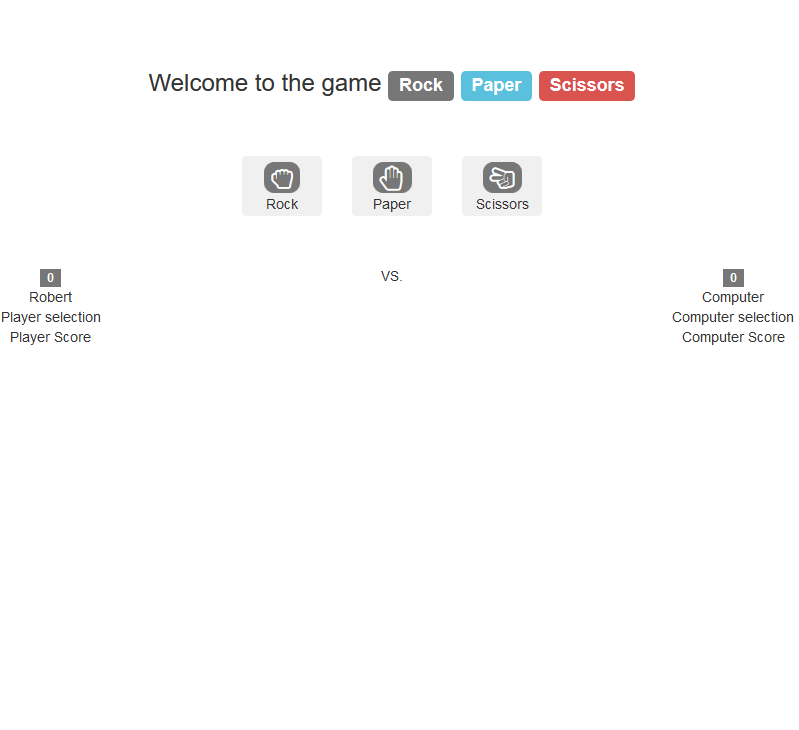 Welcome to the game Rock Paper Scissors
Rock Paper Scissors
0 VS. 0
Robert Computer
Player selection Computer selection
Player Score Computer Score